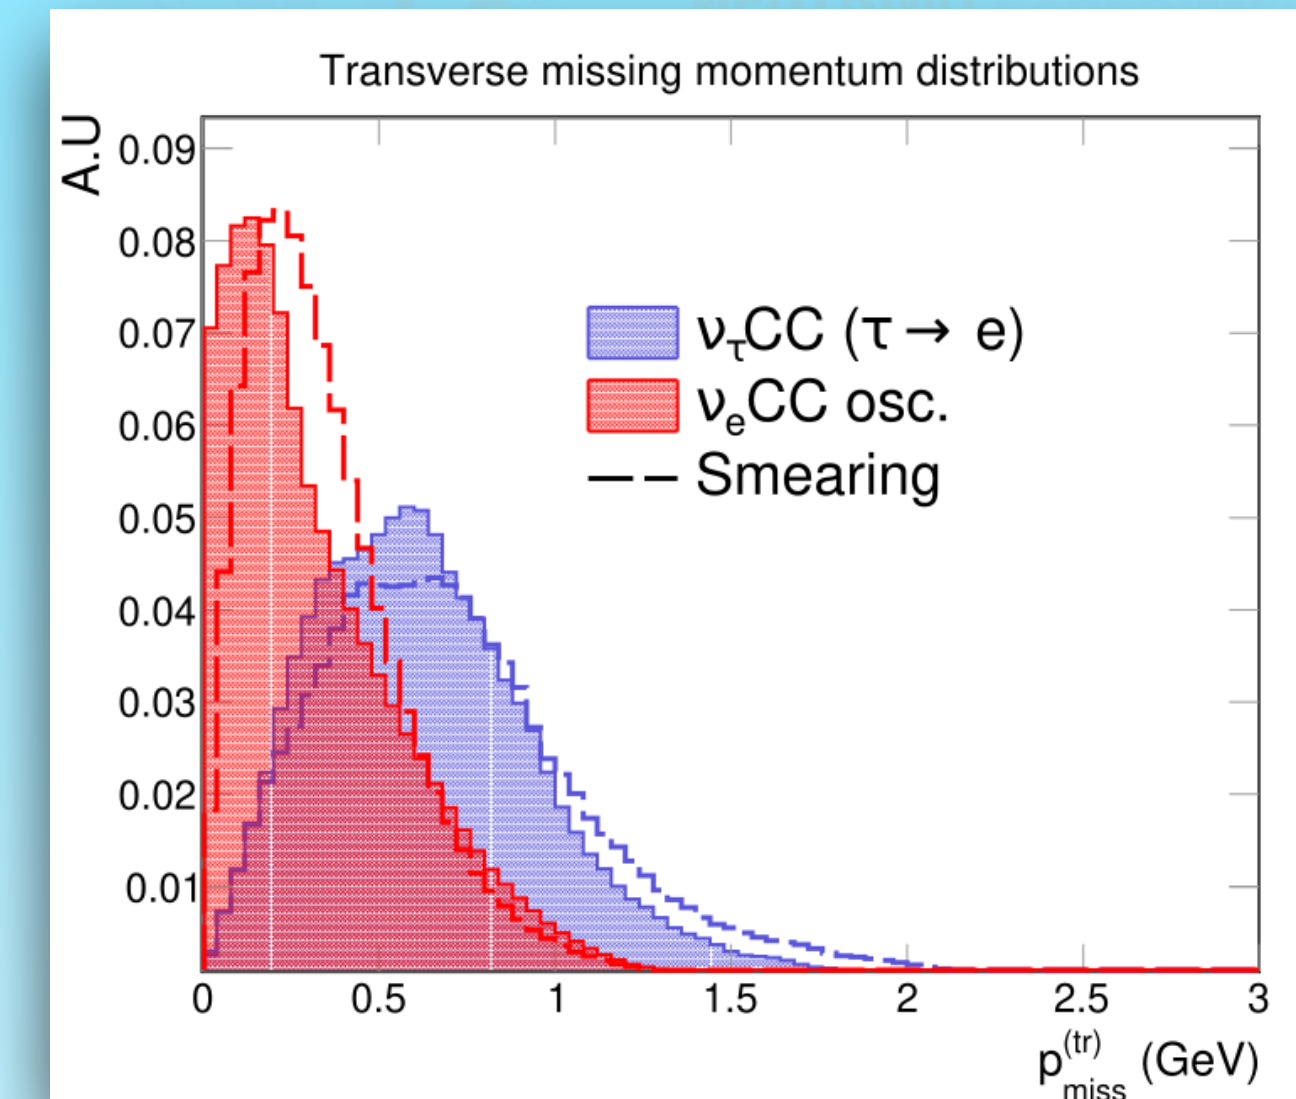 Transverse missing momentum distributions
A.U
0.09
0.08
0.07
0.06
0.05
0.04
0.03
0.02
0.01
ντCC (τ → e)
νeCC osc.
Smearing
0 0.5 1 1.5 2 2.5 3
p(tr)miss (GeV)